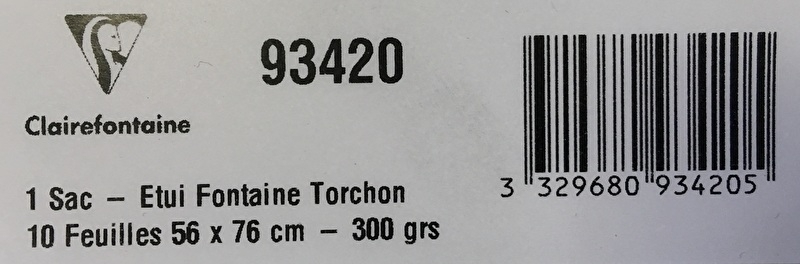 93420
Clairefontaine
1 Sac – Etui Fontaine Torchon
10 Feuilles 56 x 76 cm – 300 grs
3 329680 934205